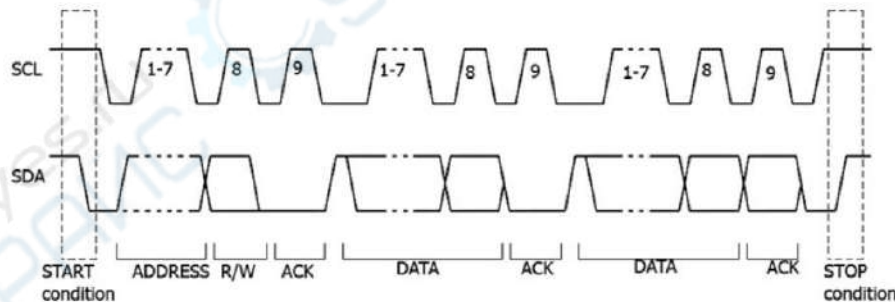 SCL
1-7 8 9 1-7 8 9 1-7 8 9
SDA
START condition
ADDRESS R/W ACK DATA ACK DATA ACK
STOP condition